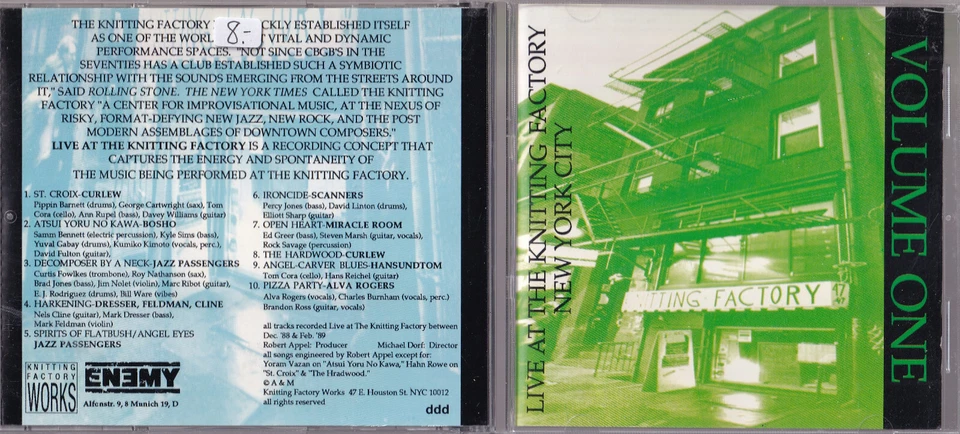 THE KNITTING FACTORY CKLY ESTABLISHED ITSELF
AS ONE OF THE WORL VITAL AND DYNAMIC
8.-
PERFORMANCE SPACES. "NOT SINCE CBGB'S IN THE
SEVENTIES HAS A CLUB ESTABLISHED SUCH A SYMBIOTIC
RELATIONSHIP WITH THE SOUNDS EMERGING FROM THE STREETS AROUND
IT," SAID ROLLING STONE. THE NEW YORK TIMES CALLED THE KNITTING
FACTORY "A CENTER FOR IMPROVISATIONAL MUSIC, AT THE NEXUS OF
RISKY, FORMAT-DEFYING NEW JAZZ, NEW ROCK, AND THE POST
MODERN ASSEMBLAGES OF DOWNTOWN COMPOSERS."
LIVE AT THE KNITTING FACTORY IS A RECORDING CONCEPT THAT
CAPTURES THE ENERGY AND SPONTANEITY OF
THE MUSIC BEING PERFORMED AT THE KNITTING FACTORY.
1. ST. CROIX-CURLEW
Pippin Barnett (drums), George Cartwright (sax), Tom
Cora (cello), Ann Rupel (bass), Davey Williams (guitar)
2. ATSUI YORU NO KAWA-BOSHO
Samm Bennett (electric percussion), Kyle Sims (bass),
Yuval Gabay (drums), Kumiko Kimoto (vocals, perc.),
David Fulton (guitar),
3. DECOMPOSER BY A NECK-JAZZ PASSENGERS
Curtis Fowlkes (trombone), Roy Nathanson (sax),
Brad Jones (bass), Jim Nolet (violin), Marc Ribot (guitar),
E. J. Rodriguez (drums), Bill Ware (vibes)
4. HARKENING-DRESSER, FELDMAN, CLINE
Nels Cline (guitar), Mark Dresser (bass),
Mark Feldman (violin)
5. SPIRITS OF FLATBUSH/ANGEL EYES
JAZZ PASSENGERS
6. IRONCIDE-SCANNERS
Percy Jones (bass), David Linton (drums),
Elliott Sharp (guitar)
7. OPEN HEART-MIRACLE ROOM
Ed Greer (bass), Steven Marsh (guitar, vocals),
Rock Savage (percussion)
8. THE HARDWOOD-CURLEW
9. ANGEL-CARVER BLUES-HANSUNDTOM
Tom Cora (cello), Hans Reichel (guitar)
10. PIZZA PARTY-ALVA ROGERS
Alva Rogers (vocals), Charles Burnham (vocals, perc.)
Brandon Ross (guitar, vocals)
all tracks recorded Live at The Knitting Factory between
Dec. '88 & Feb. '89
Robert Appel: Producer Michael Dorf: Director
all songs engineered by Robert Appel except for:
Yoram Vazan on "Atsui Yoru No Kawa," Hahn Rowe on
"St. Croix" & "The Hradwood."
© A & M
Knitting Factory Works 47 E. Houston St. NYC 10012
all rights reserved
ddd
KNITTING
FACTORY
WORKS
ENEMY
Alfenstr. 9, 8 Munich 19, D
LIVE AT THE KNITTING FACTORY
NEW YORK CITY
VOLUME ONE
KNITTING FACTORY 47